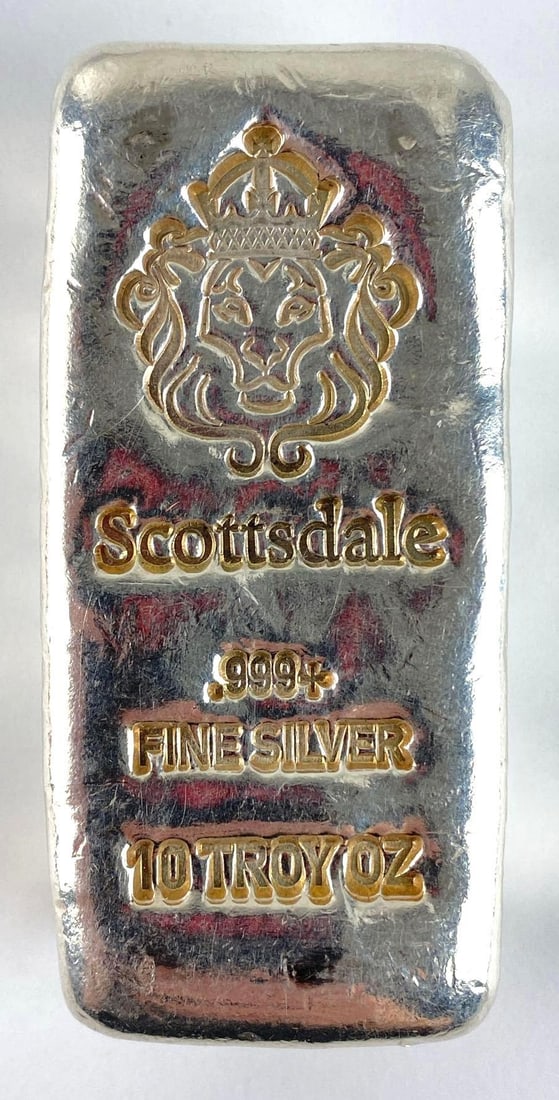 Scottsdale
.999+
FINE SILVER
10 TROY OZ